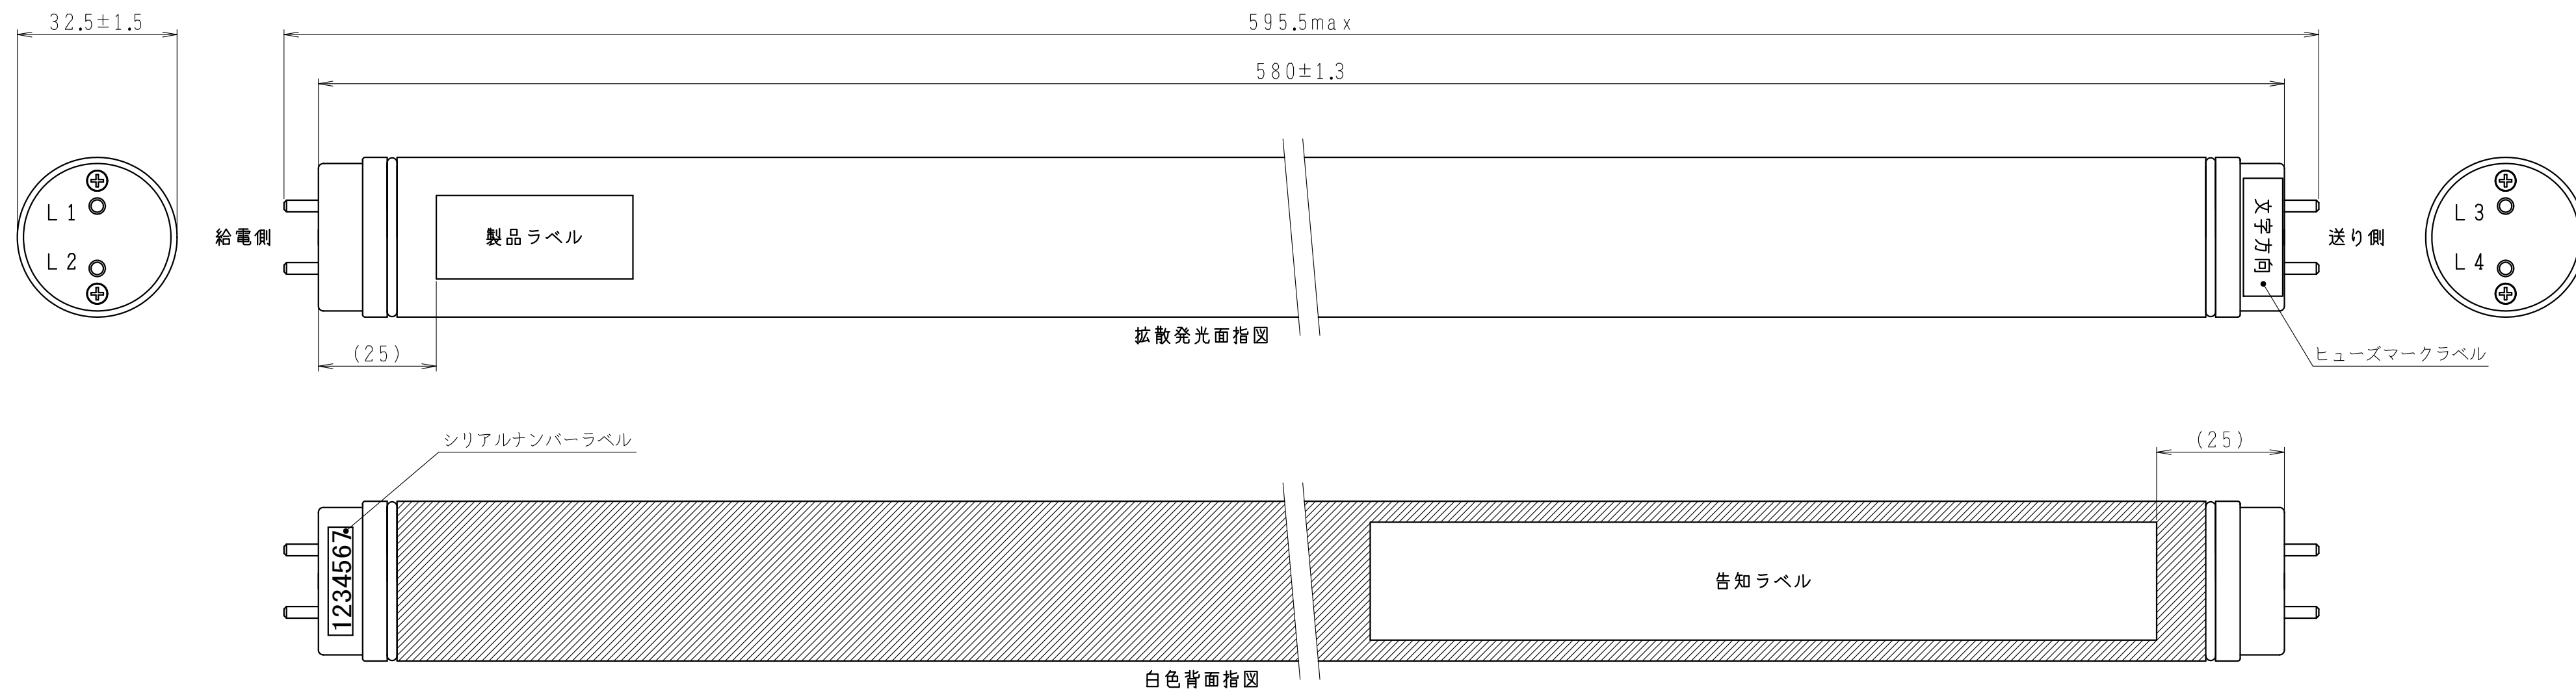 32.5±1.5
595.5max
580±1.3
L1
L2
給電側
製品ラベル
文字方向
送り側
L3
L4
拡散発光面指図
(25)
ヒューズマークラベル
シリアルナンバーラベル
(25)
1234567
告知ラベル
白色背面指図